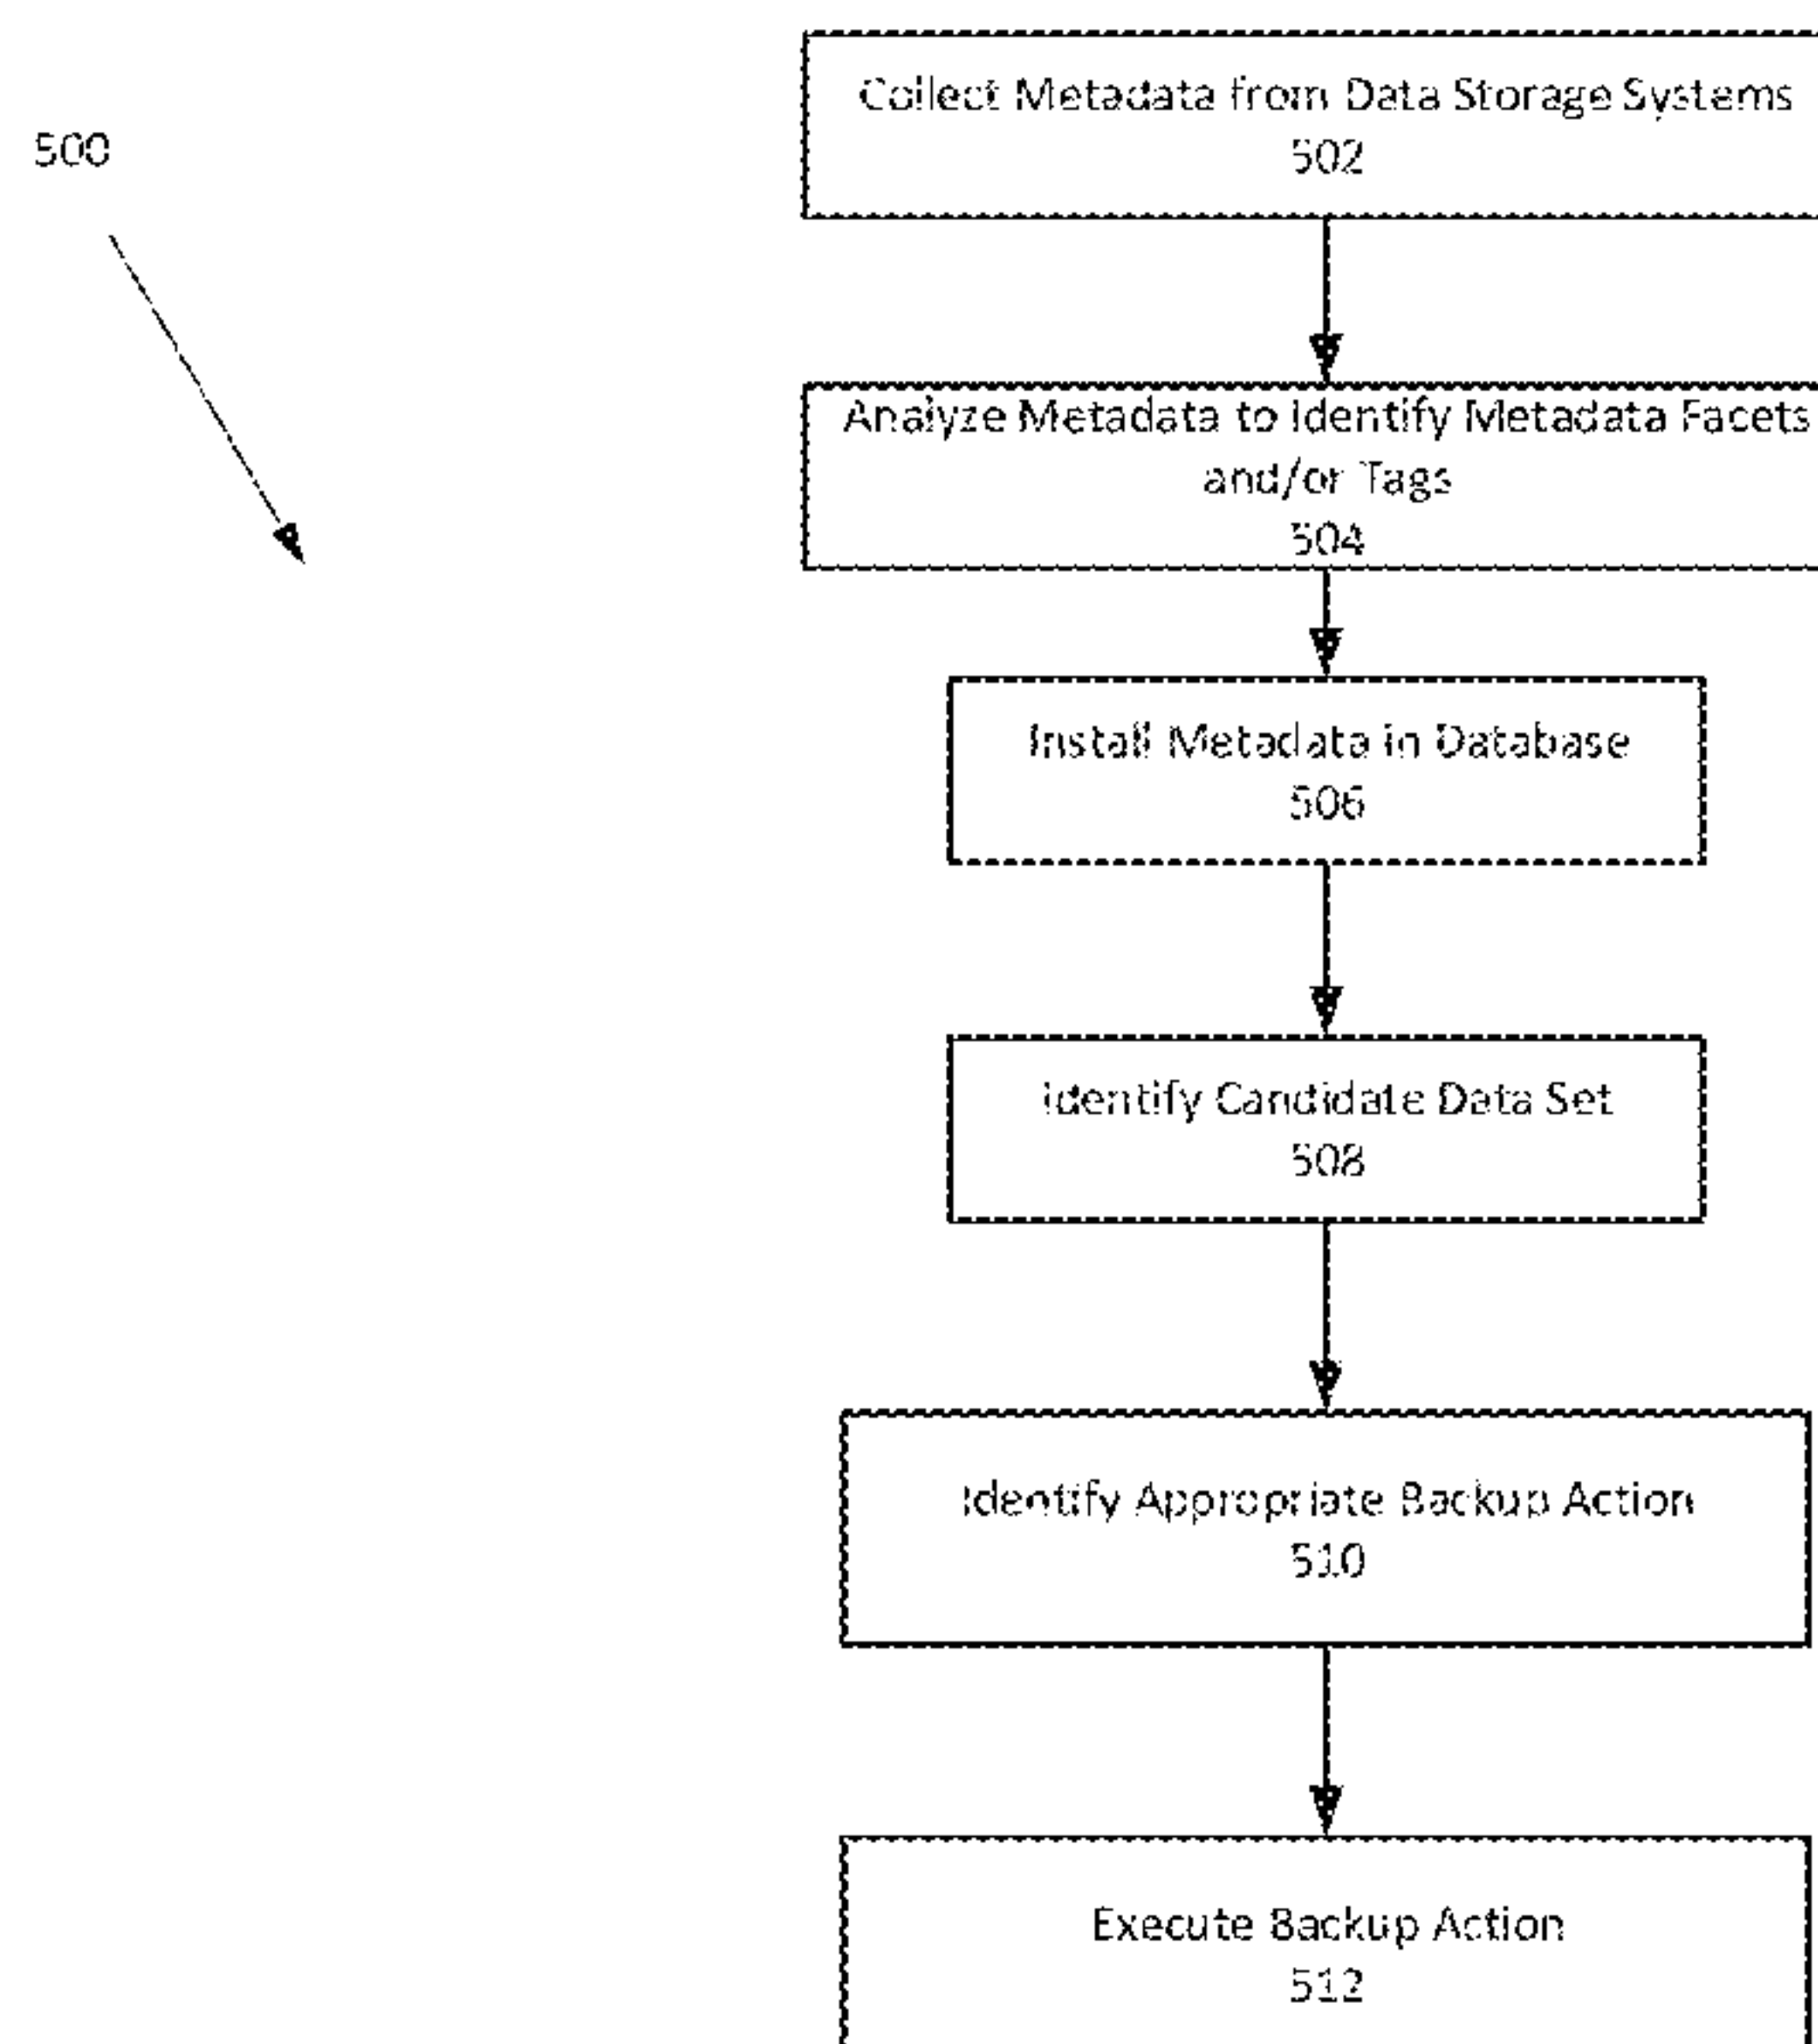 500
Collect Metadata from Data Storage Systems
502
Analyze Metadata to Identify Metadata Facets
and/or Tags
504
Install Metadata in Database
506
Identify Candidate Data Set
508
Identify Appropriate Backup Action
510
Execute Backup Action
512